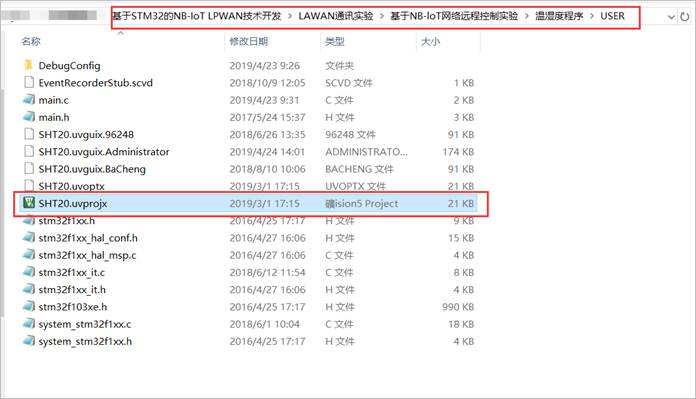 基于STM32的NB-IoT LPWAN技术开发 > LAWAN通讯实验 > 基于NB-IoT网络远程控制实验 > 温湿度程序 > USER
名称 修改日期 类型 大小
DebugConfig 2019/4/23 9:26 文件夹
EventRecorderStub.scvd 2018/10/9 12:05 SCVD 文件 1 KB
main.c 2019/4/23 9:31 C 文件 2 KB
main.h 2017/5/24 15:37 H 文件 3 KB
SHT20.uvguix.96248 2018/6/26 13:35 96248 文件 91 KB
SHT20.uvguix.Administrator 2019/4/24 14:01 ADMINISTRATO... 174 KB
SHT20.uvguix.BaCheng 2018/8/10 10:06 BACHENG 文件 91 KB
SHT20.uvoptx 2019/3/1 17:15 UVOPTX 文件 21 KB
SHT20.uvprojx 2019/3/1 17:15 礦ision5 Project 21 KB
stm32f1xx.h 2016/4/25 17:17 H 文件 9 KB
stm32f1xx_hal_conf.h 2016/4/27 16:06 H 文件 15 KB
stm32f1xx_hal_msp.c 2016/4/27 16:06 C 文件 4 KB
stm32f1xx_it.c 2018/6/12 11:54 C 文件 8 KB
stm32f1xx_it.h 2016/4/27 16:06 H 文件 4 KB
stm32f103xe.h 2016/4/25 17:17 H 文件 990 KB
system_stm32f1xx.c 2018/6/1 10:04 C 文件 18 KB
system_stm32f1xx.h 2016/4/25 17:17 H 文件 4 KB